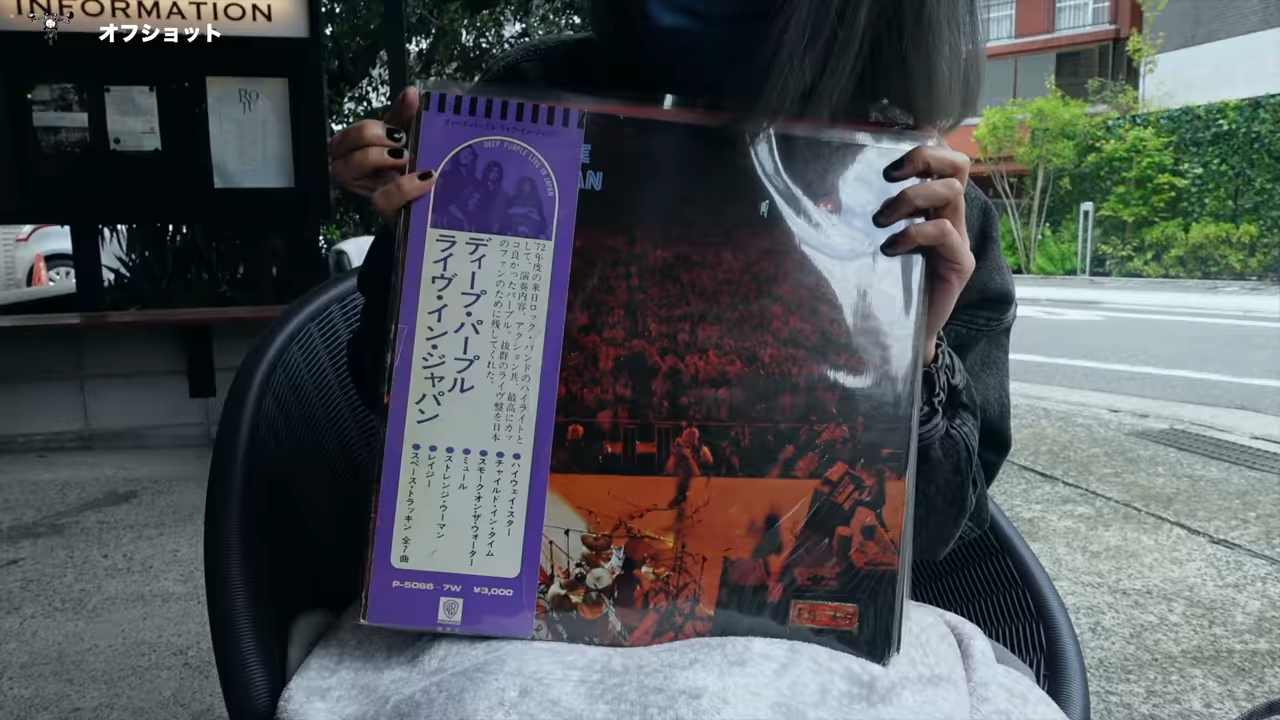 INFORMATION
オフショット
RO
JU
ディープ・パープル ライヴ・イン・ジャパン
DEEP PURPLE LIVE IN JAPAN
'72年度の来日ロック・バンドのハイライトと
して、演奏内容、アクション共、最高にカッ
コ良かったパープル、抜群のライヴ盤を日本
のファンのために残してくれた。
ディープ・パープル
ライヴ・イン・ジャパン
●ハイウェイ・スター
●チャイルド・イン・タイム
●スモーク・オン・ザ・ウォーター
●ミュール
●ストレンジ・ウーマン
●レイジー
●スペース・トラッキン 全7曲
P-5066~7W ¥3,000
E
AN